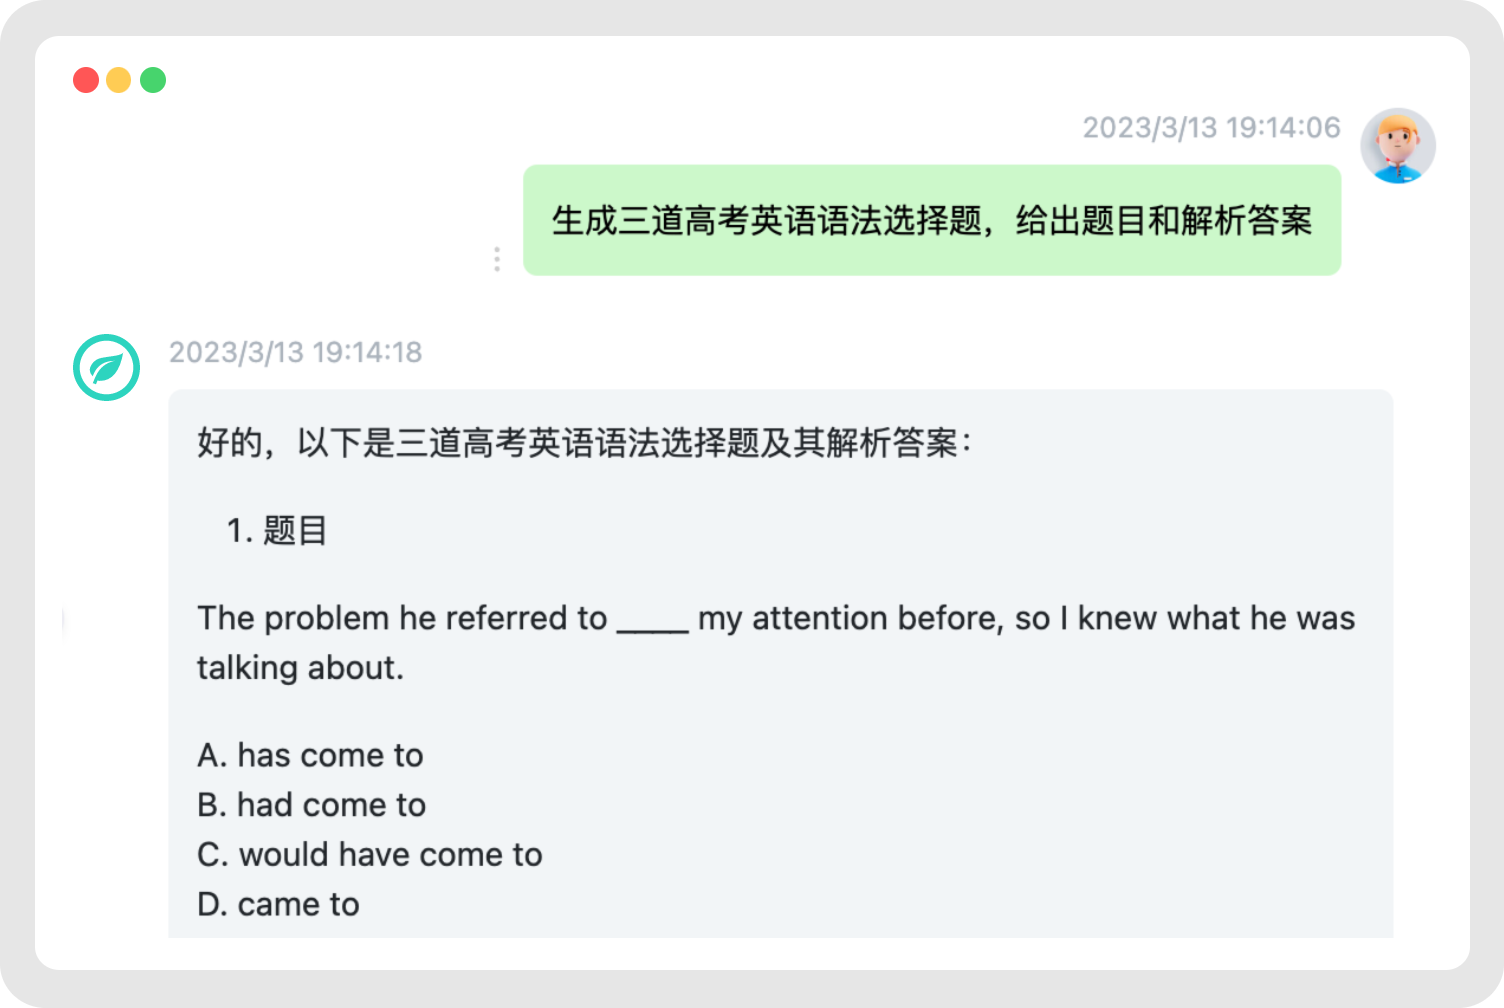 2023/3/13 19:14:06
生成三道高考英语语法选择题，给出题目和解析答案
2023/3/13 19:14:18
好的，以下是三道高考英语语法选择题及其解析答案：
1. 题目
The problem he referred to ____ my attention before, so I knew what he was
talking about.
A. has come to
B. had come to
C. would have come to
D. came to